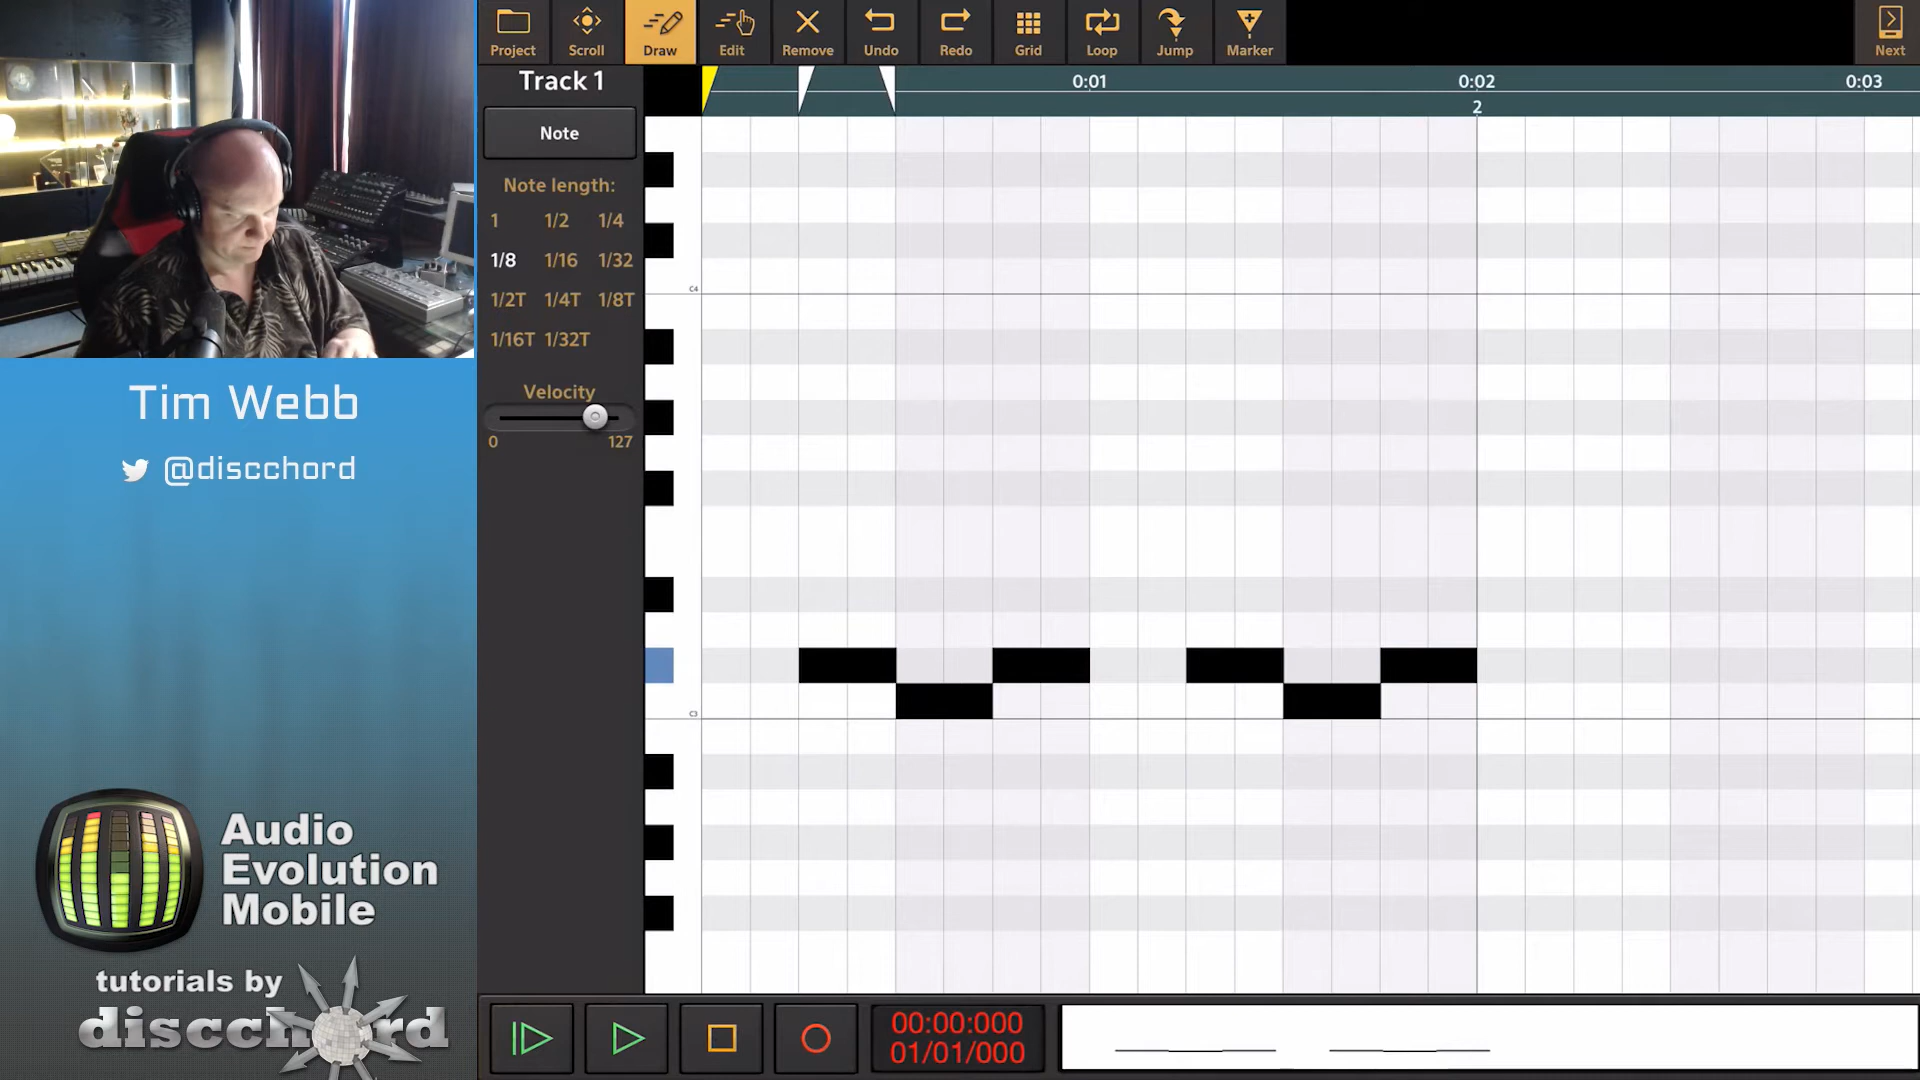 Project
Scroll
Draw
Edit
Remove
Undo
Redo
Grid
Loop
Jump
Marker
Next
Track 1
0:01
0:02
0:03
2
Note
Note length:
1 1/2 1/4
1/8 1/16 1/32
1/2T 1/4T 1/8T
1/16T 1/32T
Velocity
0 127
C4
C3
Tim Webb
@discchord
Audio
Evolution
Mobile
tutorials by
discchord
00:00:000
01/01/000